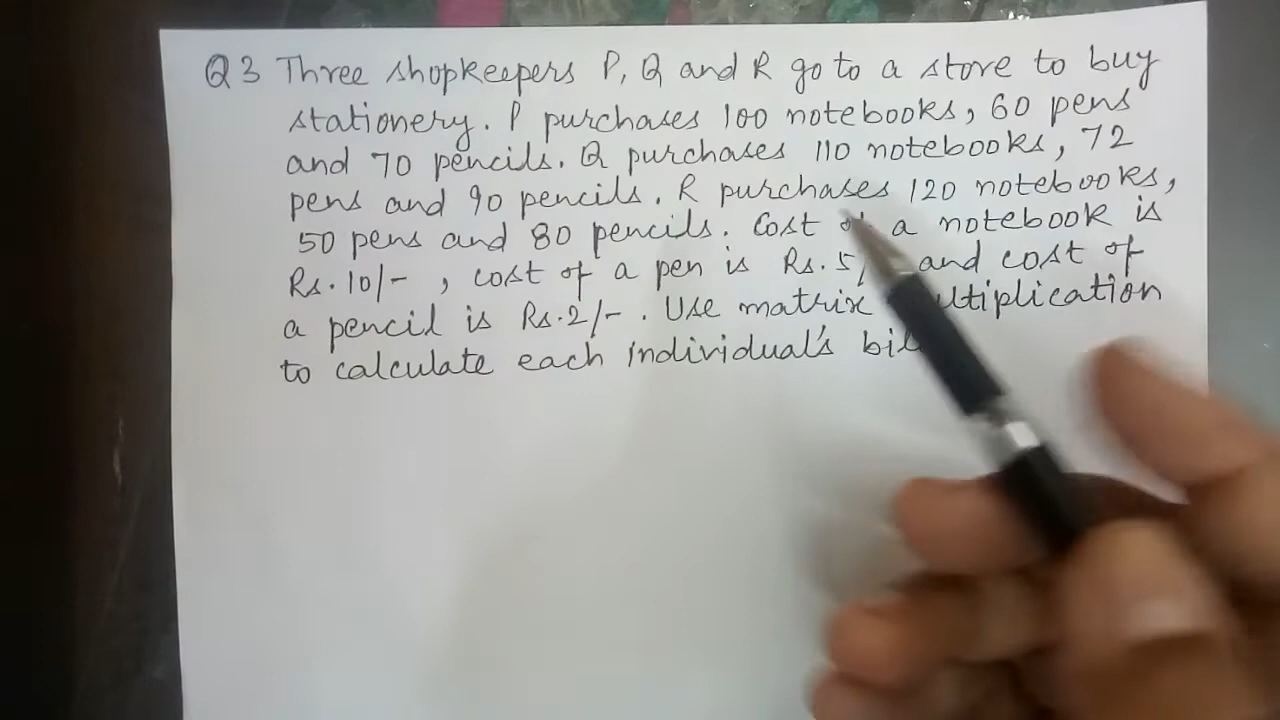 Q3 Three shopkeepers P, Q and R go to a store to buy
stationery. P purchases 100 notebooks, 60 pens
and 70 pencils. Q purchases 110 notebooks, 72
pens and 90 pencils. R purchases 120 notebooks,
50 pens and 80 pencils. Cost a notebook is
Rs. 10/- , cost of a pen is Rs. 5/ and cost of
a pencil is Rs. 2/- . Use matrix
to calculate each individual's